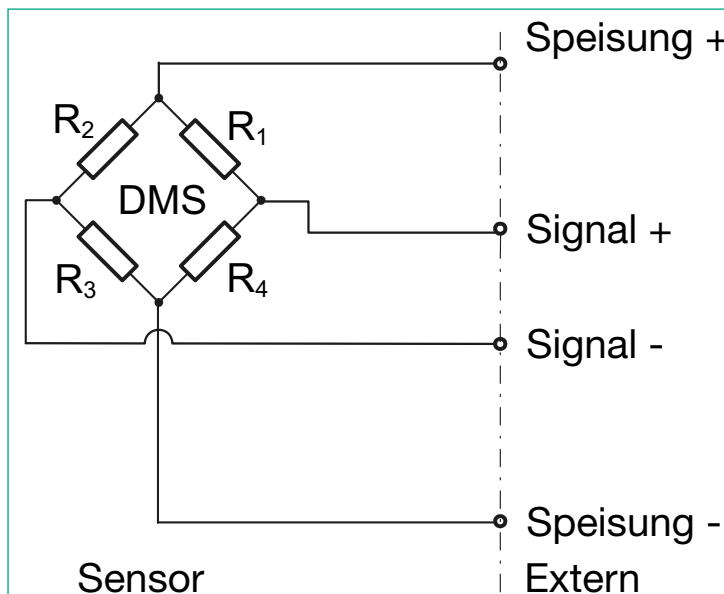 Speisung +
R₂
R₁
DMS
Signal +
R₃
R₄
Signal -
Speisung -
Sensor
Extern